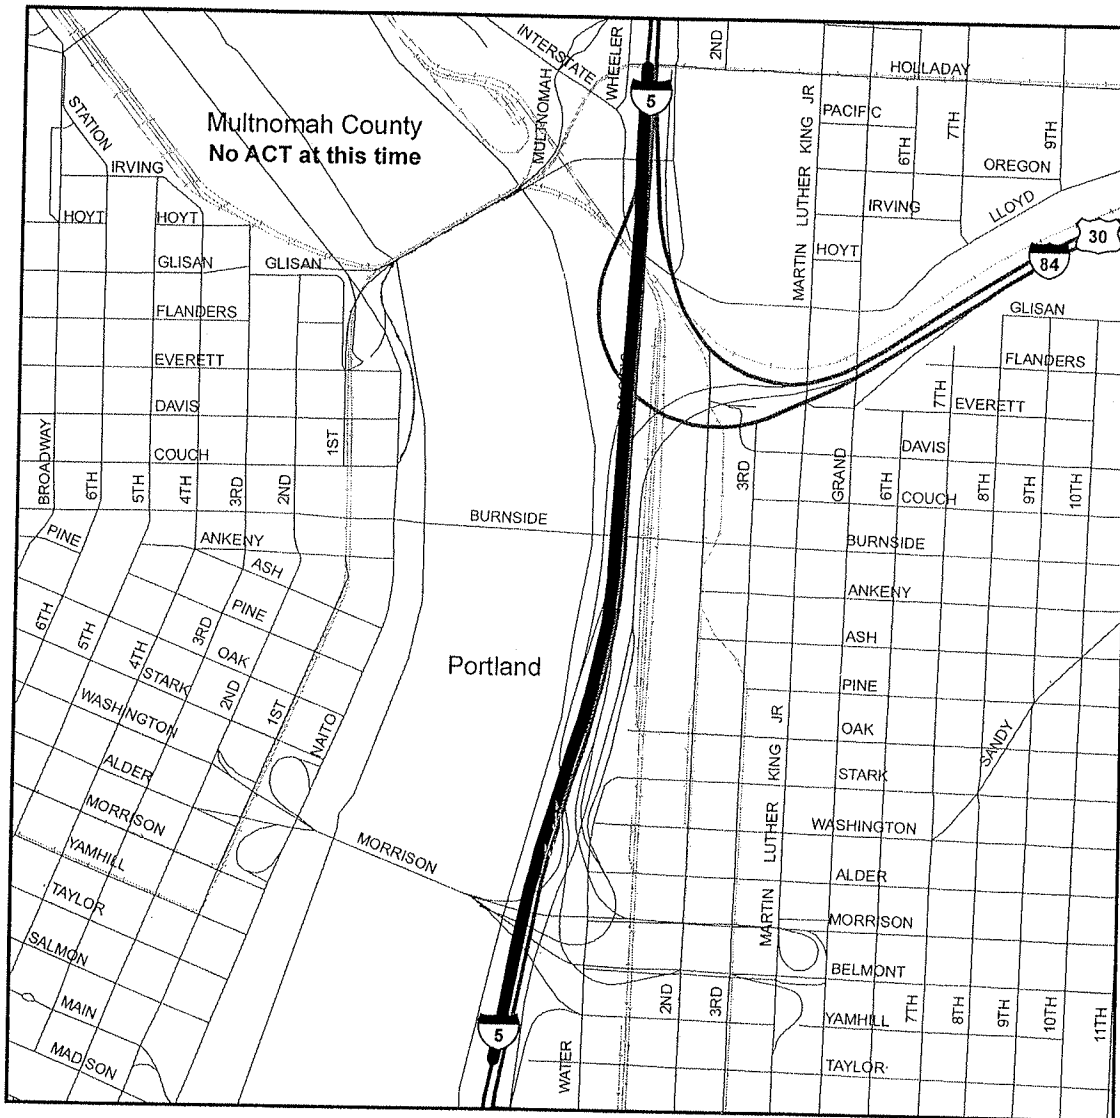 INTERSTATE
WHEELER
2ND
HOLLADAY
5
MULTNOMAH
Multnomah County
No ACT at this time
STATION
IRVING
HOYT
HOYT
GLISAN
GLISAN
FLANDERS
EVERETT
DAVIS
COUCH
1ST
BROADWAY
6TH
5TH
4TH
3RD
2ND
MARTIN LUTHER KING JR
PACIFIC
6TH
7TH
9TH
OREGON
IRVING
LLOYD
HOYT
30
84
GLISAN
FLANDERS
7TH
EVERETT
DAVIS
3RD
GRAND
6TH
COUCH
8TH
9TH
10TH
BURNSIDE
BURNSIDE
PINE
ANKENY
ASH
PINE
OAK
6TH
5TH
4TH
3RD
STARK
2ND
1ST
NAITO
WASHINGTON
ALDER
MORRISON
YAMHILL
TAYLOR
SALMON
MAIN
MADISON
Portland
MORRISON
ANKENY
ASH
PINE
OAK
STARK
SANDY
WASHINGTON
ALDER
MORRISON
BELMONT
YAMHILL
TAYLOR
MARTIN LUTHER KING JR
2ND
3RD
7TH
8TH
9TH
10TH
11TH
5
WATER